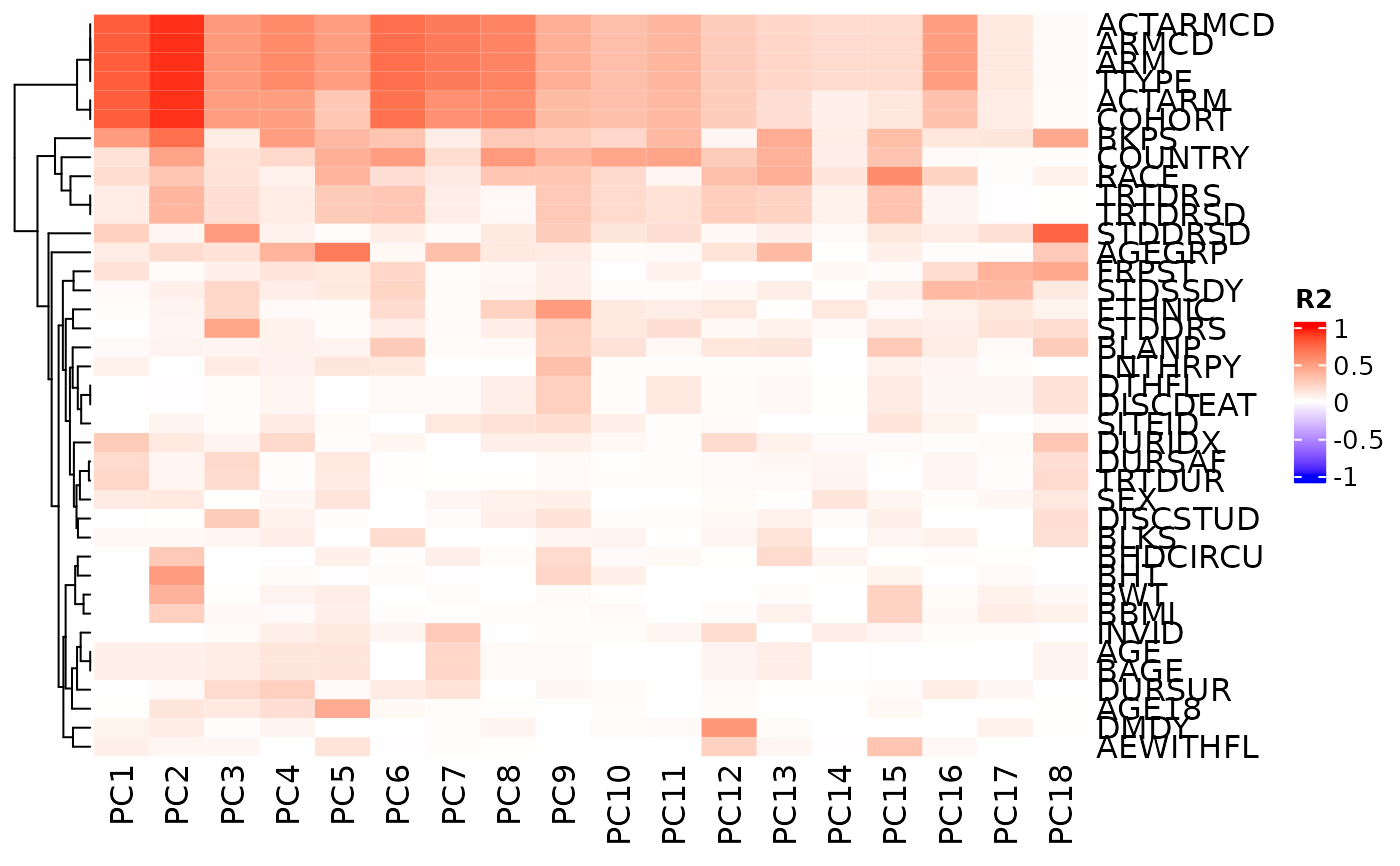 ACTARMCD
ARMCD
ARM
TTYPE
ACTARM
COHORT
BKPS
COUNTRY
RACE
TRTDRS
TRTDRSD
STDDRSD
AGEGRP
ERPST
STDSSDY
ETHNIC
STDDRS
BLANP
LNTHRPY
DTHFL
DISCDEAT
SITEID
DURIDX
DURSAF
TRTDUR
SEX
DISCSTUD
BLKS
BHDCIRCU
BHT
BWT
BBMI
INVID
AGE
BAGE
DURSUR
AGE18
DMDY
AEWITHFL
PC1
PC2
PC3
PC4
PC5
PC6
PC7
PC8
PC9
PC10
PC11
PC12
PC13
PC14
PC15
PC16
PC17
PC18
R2
1
0.5
0
-0.5
-1